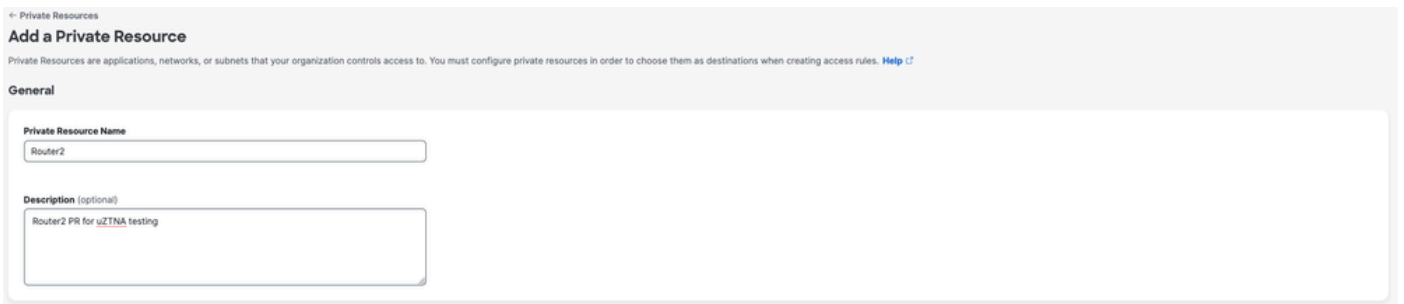 ← Private Resources
Add a Private Resource
Private Resources are applications, networks, or subnets that your organization controls access to. You must configure private resources in order to choose them as destinations when creating access rules. Help
General
Private Resource Name
Router2
Description (optional)
Router2 PR for uZTNA testing